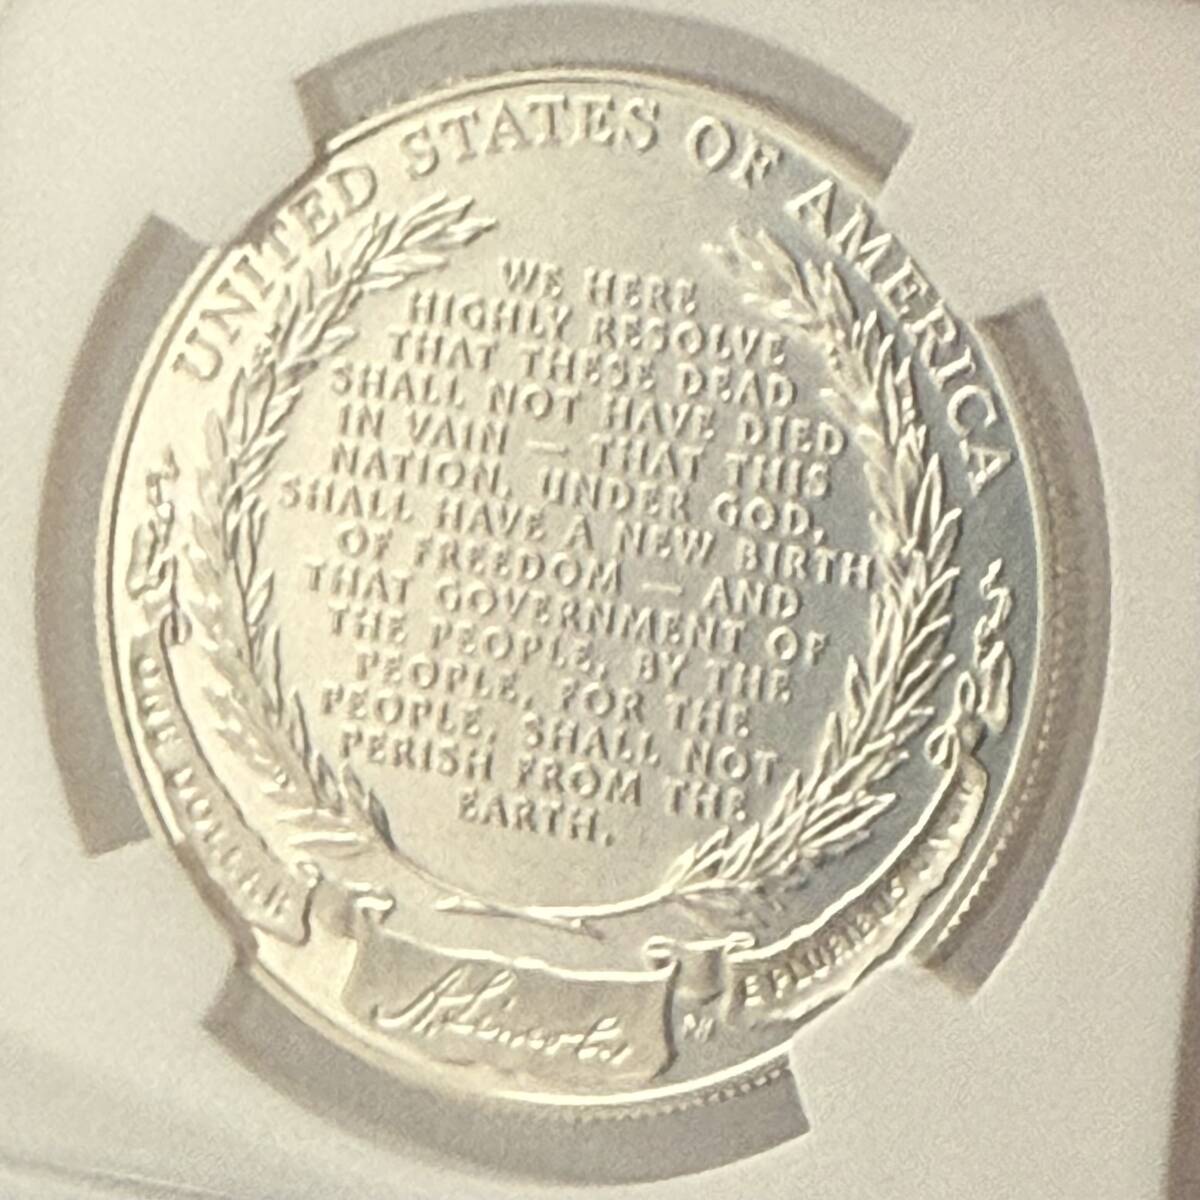 UNITED STATES OF AMERICA
WE HERE
HIGHLY RESOLVE
THAT THESE DEAD
SHALL NOT HAVE DIED
IN VAIN — THAT THIS
NATION, UNDER GOD,
SHALL HAVE A NEW BIRTH
OF FREEDOM — AND
THAT GOVERNMENT OF
THE PEOPLE, BY THE
PEOPLE, FOR THE
PEOPLE, SHALL NOT
PERISH FROM THE
EARTH.
ONE DOLLAR
A. Lincoln
E PLURIBUS